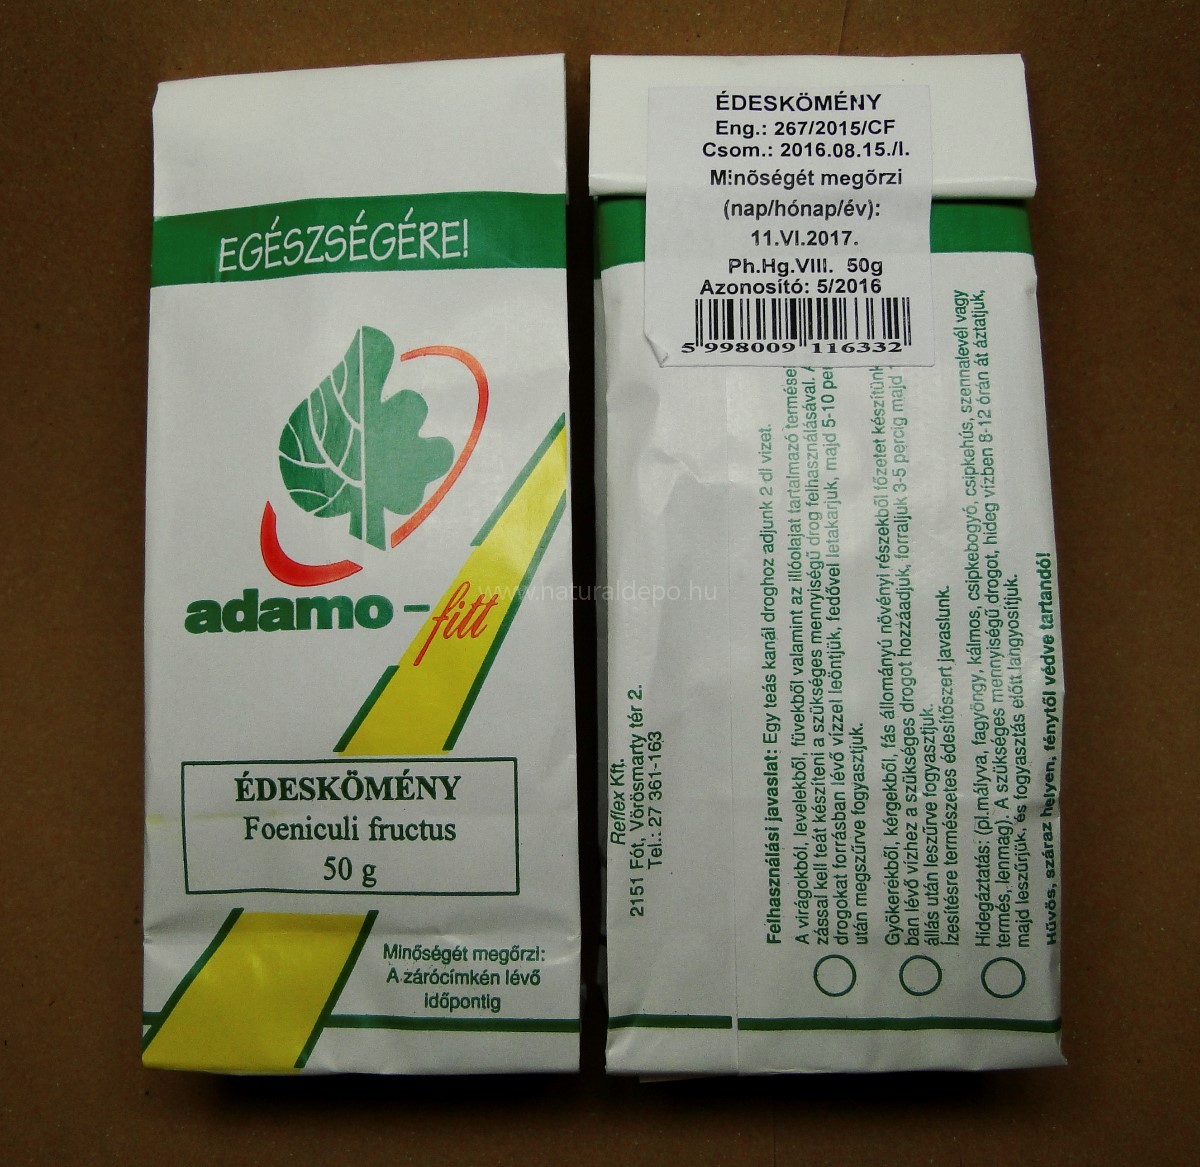 EGÉSZSÉGÉRE!
adamo-fitt
ÉDESKÖMÉNY
Foeniculi fructus
50 g
Minőségét megőrzi:
A zárócímkén lévő
időpontig
www.naturaldepo.hu
ÉDESKÖMÉNY
Eng.: 267/2015/CF
Csom.: 2016.08.15./I.
Minõségét megõrzi
(nap/hónap/év):
11.VI.2017.
Ph.Hg.VIII. 50g
Azonosító: 5/2016
5 998009 116332
Reflex Kft.
2151 Fót, Vörösmarty tér 2.
Tel.: 27 361-163
Felhasználási javaslat: Egy teás kanál droghoz adjunk 2 dl vizet.
A virágokból, levelekből, füvekből valamint az illóolajat tartalmazó
zással kell teát készíteni a szükséges mennyiségű drog felhasználásával.
drogokat forrásban lévő vízzel leöntjük, fedővel letakarjuk, majd 5-10
után megszűrve fogyasztjuk.
Gyökerekből, kérgekből, fás állományú növényi részekből főzetet
ban lévő vízhez a szükséges drogot hozzáadjuk, forraljuk 3-5 percig majd
állás után leszűrve fogyasztjuk.
Ízesítésre természetes édesítőszert javaslunk.
Hidegáztatás: (pl.mályva, fagyöngy, kálmos, csipkebogyó, csipkehús, szennalevél vagy
termés, lenmag). A szükséges mennyiségű drogot, hideg vízben 8-12 órán át áztatjuk,
majd leszűrjük, és fogyasztás előtt langyosítjuk.
Hűvös, száraz helyen, fénytől védve tartandó!